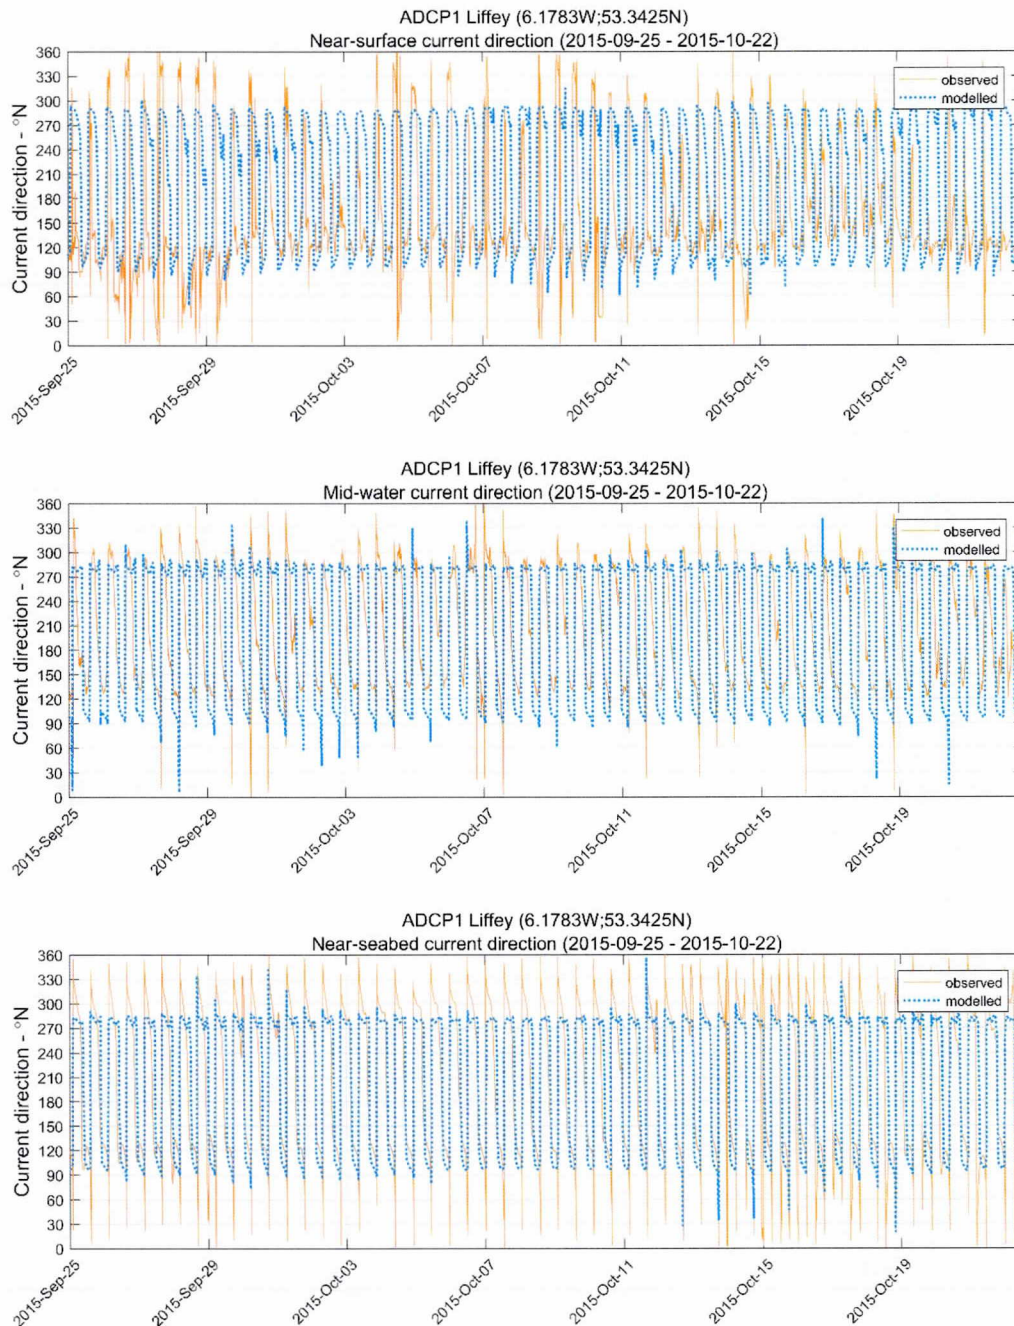 ADCP1 Liffey (6.1783W;53.3425N)
Near-surface current direction (2015-09-25 - 2015-10-22)
Current direction - °N
360
330
300
270
240
210
180
150
120
90
60
30
0
observed
modelled
2015-Sep-25
2015-Sep-29
2015-Oct-03
2015-Oct-07
2015-Oct-11
2015-Oct-15
2015-Oct-19
ADCP1 Liffey (6.1783W;53.3425N)
Mid-water current direction (2015-09-25 - 2015-10-22)
Current direction - °N
360
330
300
270
240
210
180
150
120
90
60
30
0
observed
modelled
2015-Sep-25
2015-Sep-29
2015-Oct-03
2015-Oct-07
2015-Oct-11
2015-Oct-15
2015-Oct-19
ADCP1 Liffey (6.1783W;53.3425N)
Near-seabed current direction (2015-09-25 - 2015-10-22)
Current direction - °N
360
330
300
270
240
210
180
150
120
90
60
30
0
observed
modelled
2015-Sep-25
2015-Sep-29
2015-Oct-03
2015-Oct-07
2015-Oct-11
2015-Oct-15
2015-Oct-19